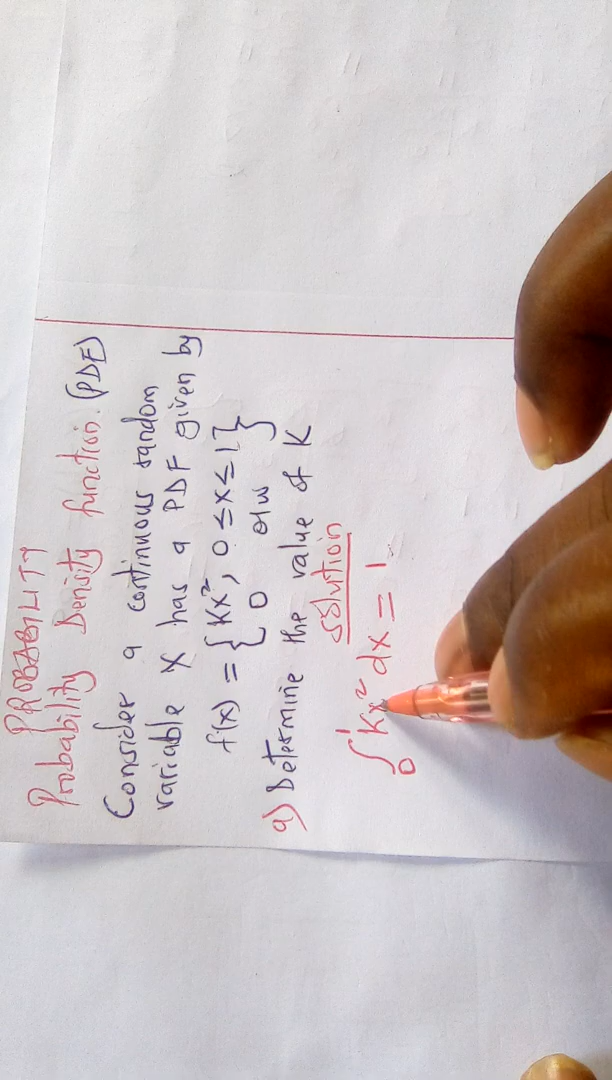 PROBABILITY
Probability Density function. (PDF)
Consider a continuous random
variable X has a PDF given by
f(x) = { Kx², 0 ≤ x ≤ 1 }
0 o/w
a) Determine the value of K
solution
∫₀¹ Kx² dx = 1